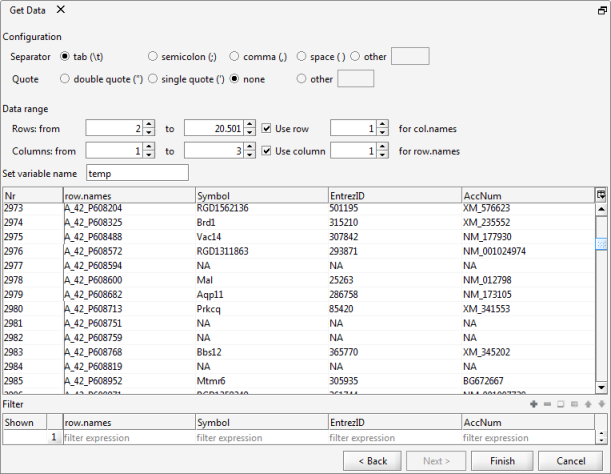 Get Data
Configuration
Separator tab (\t) semicolon (;) comma (,) space ( ) other
Quote double quote (") single quote (') none other
Data range
Rows: from 2 to 20.501 Use row 1 for col.names
Columns: from 1 to 3 Use column 1 for row.names
Set variable name temp
Nr row.names Symbol EntrezID AccNum
2973 A_42_P608204 RGD1562136 501195 XM_576623
2974 A_42_P608325 Brd1 315210 XM_235552
2975 A_42_P608488 Vac14 307842 NM_177930
2976 A_42_P608572 RGD1311863 293871 NM_001024974
2977 A_42_P608594 NA NA NA
2978 A_42_P608600 Mal 25263 NM_012798
2979 A_42_P608682 Aqp11 286758 NM_173105
2980 A_42_P608713 Prkcq 85420 XM_341553
2981 A_42_P608751 NA NA NA
2982 A_42_P608759 NA NA NA
2983 A_42_P608768 Bbs12 365770 XM_345202
2984 A_42_P608819 NA NA NA
2985 A_42_P608952 Mtmr6 305935 BG672667
Filter
Shown row.names Symbol EntrezID AccNum
1 filter expression filter expression filter expression filter expression
< Back Next > Finish Cancel